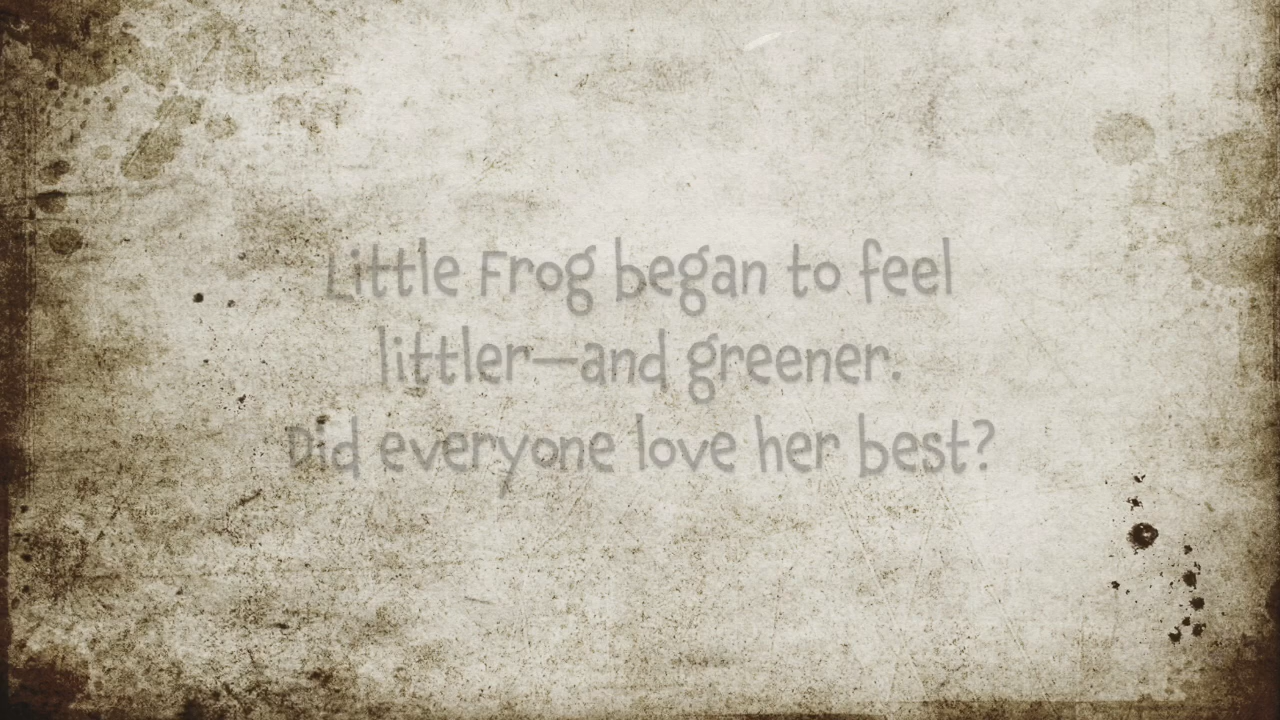 Little Frog began to feel
littler—and greener.
Did everyone love her best?